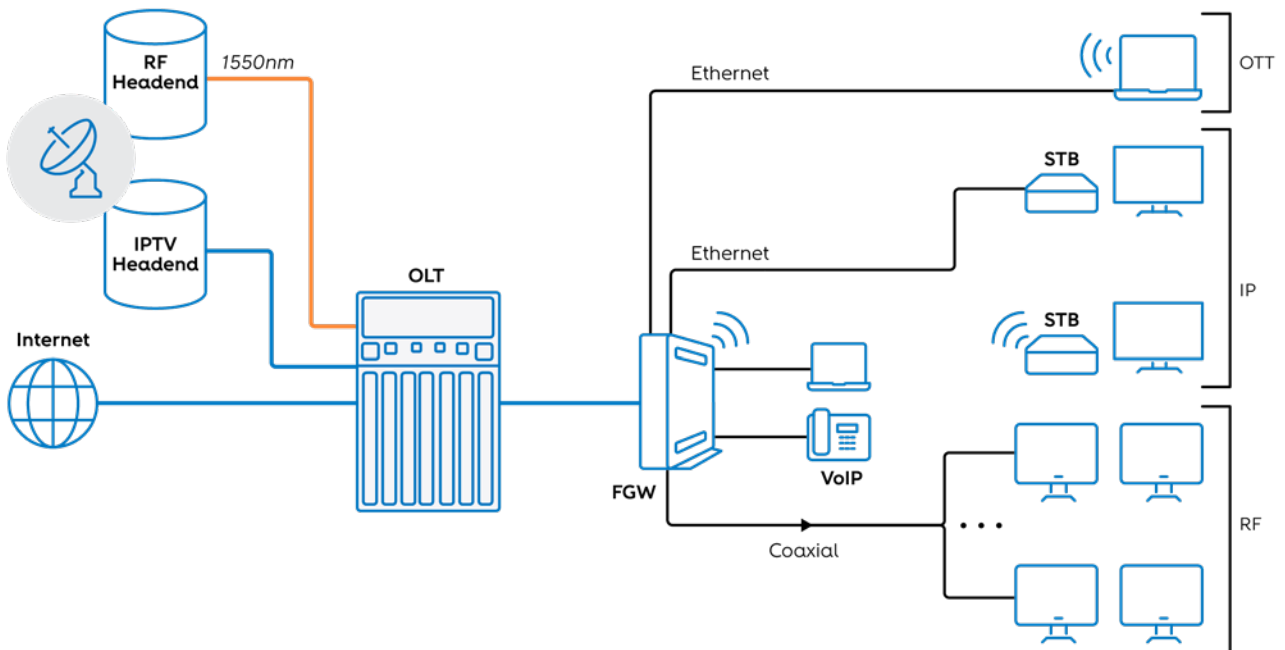 RF
Headend
1550nm
IPTV
Headend
Internet
OLT
Ethernet
OTT
STB
Ethernet
IP
STB
FGW
VoIP
Coaxial
RF